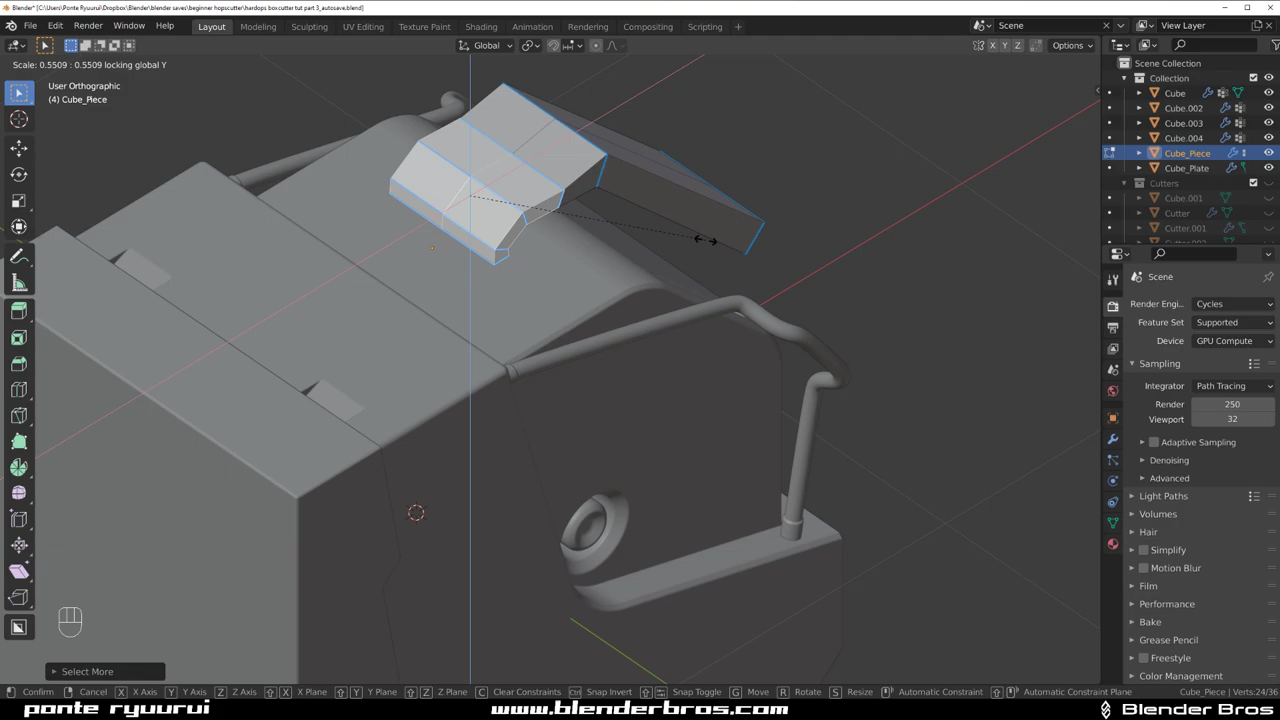 Blender* [C:\Users\Ponte Ryuurui\Dropbox\Blender\blender saves\beginner hopscutter\hardops boxcutter tut part 3_autosave.blend]
File Edit Render Window Help Layout Modeling Sculpting UV Editing Texture Paint Shading Animation Rendering Compositing Scripting + Scene View Layer
Global X Y Z Options
Scale: 0.5509 : 0.5509 locking global Y
User Orthographic
(4) Cube_Piece
Scene Collection
Collection
Cube
Cube.002
Cube.003
Cube.004
Cube_Piece
Cube_Plate
Cutters
Cube.001
Cutter
Cutter.001
Cutter.002
Scene
Render Engi... Cycles
Feature Set Supported
Device GPU Compute
Sampling
Integrator Path Tracing
Render 250
Viewport 32
Adaptive Sampling
Denoising
Advanced
Light Paths
Volumes
Hair
Simplify
Motion Blur
Film
Performance
Bake
Grease Pencil
Freestyle
Color Management
Select More
Confirm Cancel X X Axis Y Y Axis Z Z Axis X X Plane Y Y Plane Z Z Plane C Clear Constraints Ctrl Snap Invert Snap Toggle G Move R Rotate S Resize Automatic Constraint Automatic Constraint Plane Cube_Piece | Verts:24/36
ponte ryuurui www.blenderbros.com Blender Bros